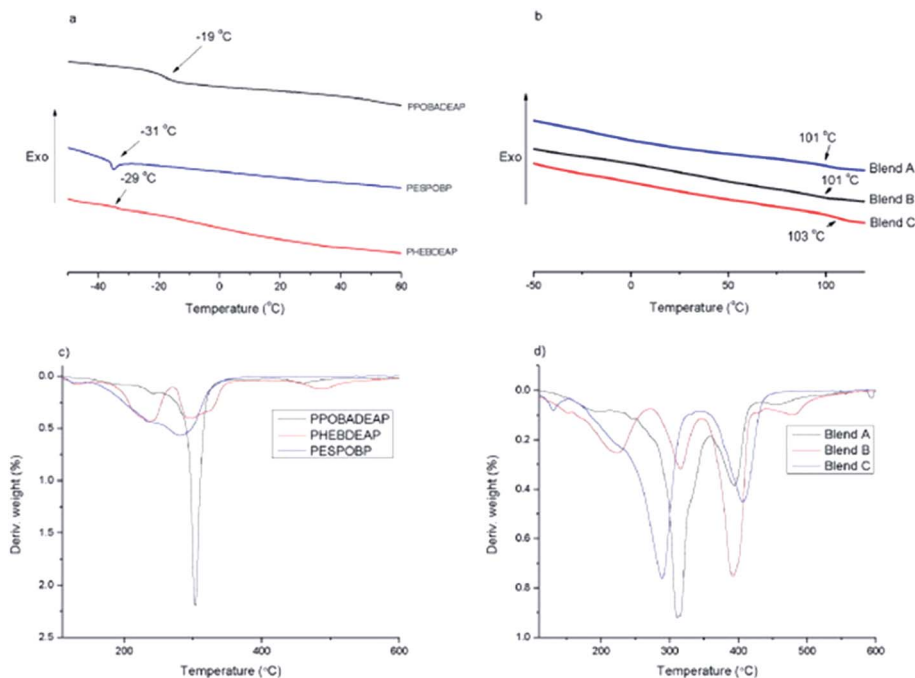 a
-19 °C
PPOBADEAP
-31 °C
Exo
-29 °C
PESPOBP
PHEBDEAP
-40 -20 0 20 40 60
Temperature (°C)
b
101 °C
Exo
Blend A
101 °C
Blend B
Blend C
103 °C
-50 0 50 100
Temperature (°C)
c)
0.0
0.5
1.0
1.5
2.0
2.5
Deriv. weight (%)
PPOBADEAP
PHEBDEAP
PESPOBP
200 400 600
Temperature (°C)
d)
0.0
0.2
0.4
0.6
0.8
1.0
Deriv. weight (%)
Blend A
Blend B
Blend C
200 300 400 500 600
Temperature (°C)